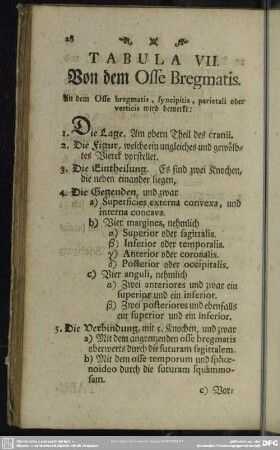 28
TABULA VII.
Von dem Osse Bregmatis.
An dem Osse bregmatis, syncipitis, parietali oder
verticis wird bemerkt:
1. Die Lage. Am obern Theil des cranii.
2. Die Figur, welche ein ungleiches und gewölb-
tes Viereck vorstellet.
3. Die Eintheilung. Es sind zwei Knochen,
die neben einander liegen,
4. Die Gegenden, und zwar
a) Superficies externa convexa, und
interna concava.
b) Vier margines, nehmlich
α) Superior oder sagittalis.
β) Inferior oder temporalis.
γ) Anterior oder coronalis.
δ) Posterior oder occipitalis.
c) Vier anguli, nehmlich
α) Zwei anteriores und zwar ein
superior und ein inferior.
β) Zwei posteriores und ebenfalls
ein superior und ein inferior.
5. Die Verbindung, mit 5. Knochen, und zwar
a) Mit dem angrenzenden osse bregmatis
oberwerts durch die suturam sagittalem.
b) Mit dem osse temporum und sphœ-
noideo durch die suturam squammo-
sam.
c) Vor-